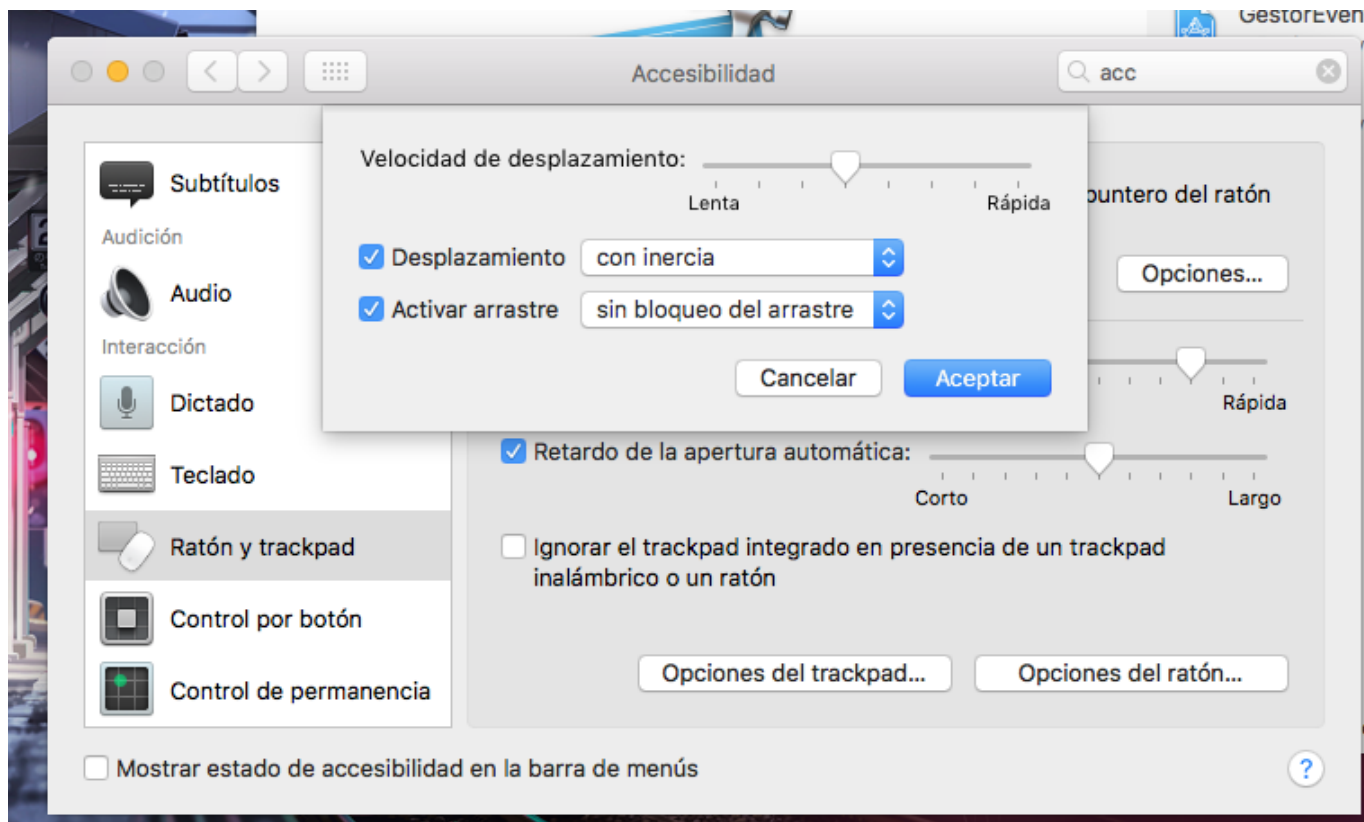 GestorEven
Accesibilidad
acc
Velocidad de desplazamiento:
Lenta
Rápida
Desplazamiento
con inercia
Activar arrastre
sin bloqueo del arrastre
Cancelar
Aceptar
Subtítulos
Audición
Audio
Interacción
Dictado
Teclado
Ratón y trackpad
Control por botón
Control de permanencia
puntero del ratón
Opciones...
Rápida
Retardo de la apertura automática:
Corto
Largo
Ignorar el trackpad integrado en presencia de un trackpad
inalámbrico o un ratón
Opciones del trackpad...
Opciones del ratón...
Mostrar estado de accesibilidad en la barra de menús
?